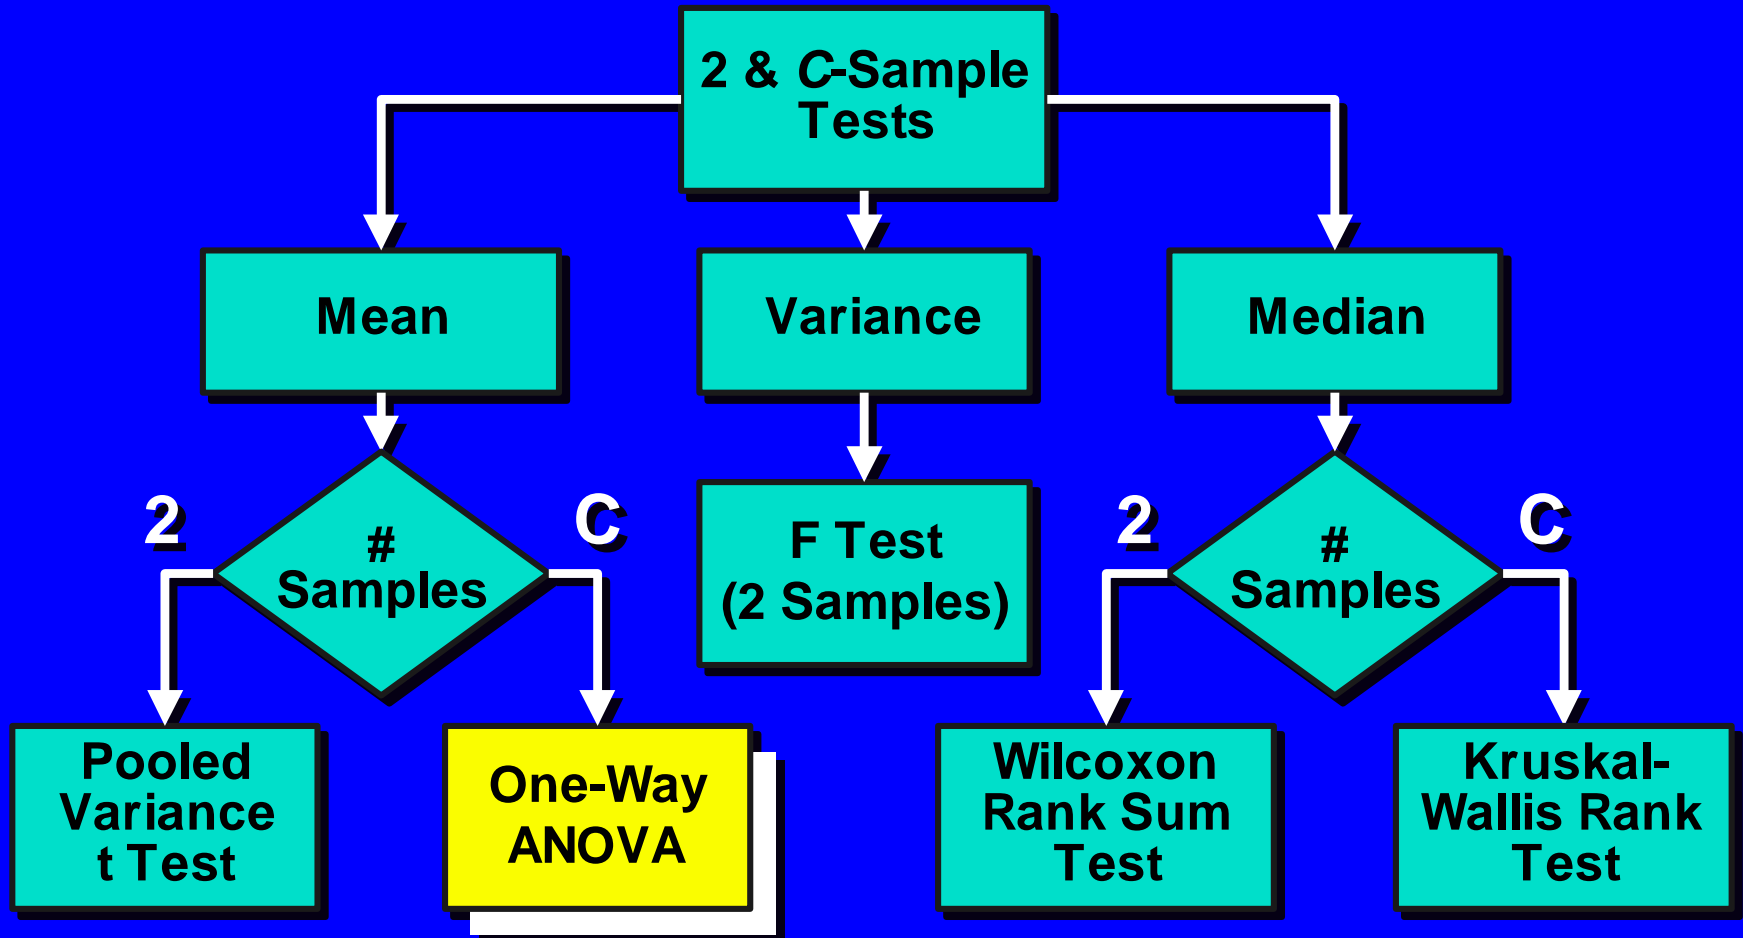 2 & C-Sample
Tests
Mean
Variance
Median
2
#
Samples
C
F Test
(2 Samples)
2
#
Samples
C
Pooled
Variance
t Test
One-Way
ANOVA
Wilcoxon
Rank Sum
Test
Kruskal-
Wallis Rank
Test